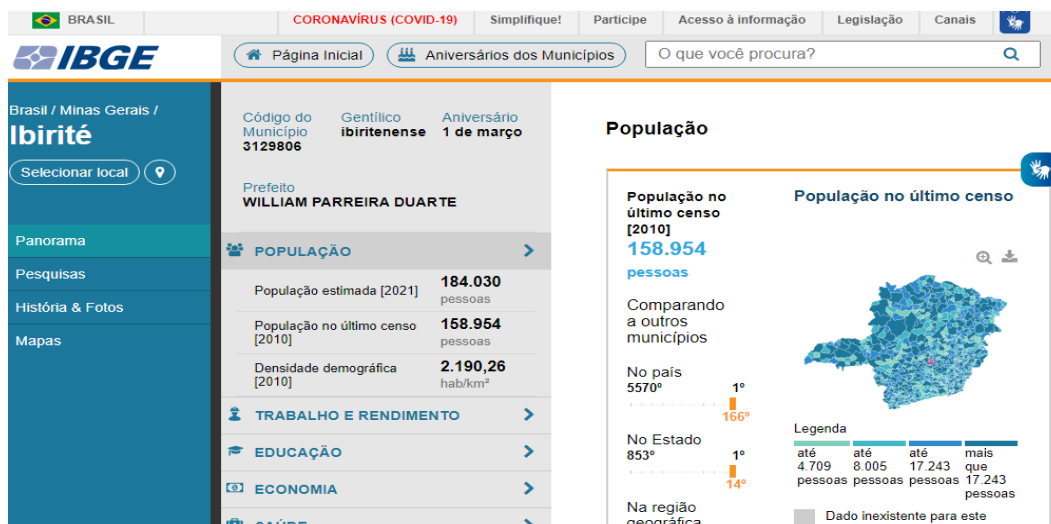 BRASIL
CORONAVÍRUS (COVID-19)
Simplifique!
Participe
Acesso à informação
Legislação
Canais
IBGE
Página Inicial
Aniversários dos Municípios
O que você procura?
Brasil / Minas Gerais /
Ibirité
Selecionar local
Panorama
Pesquisas
História & Fotos
Mapas
Código do
Município
3129806
Gentílico
ibiritenense
Aniversário
1 de março
Prefeito
WILLIAM PARREIRA DUARTE
POPULAÇÃO
População estimada [2021]
184.030
pessoas
População no último censo
[2010]
158.954
pessoas
Densidade demográfica
[2010]
2.190,26
hab/km²
TRABALHO E RENDIMENTO
EDUCAÇÃO
ECONOMIA
SAÚDE
População
População no
último censo
[2010]
158.954
pessoas
Comparando
a outros
municípios
No país
5570º 1º
166º
No Estado
853º 1º
14º
Na região
geográfica
População no último censo
Legenda
até
4.709
pessoas
até
8.005
pessoas
até
17.243
pessoas
mais
que
17.243
pessoas
Dado inexistente para este